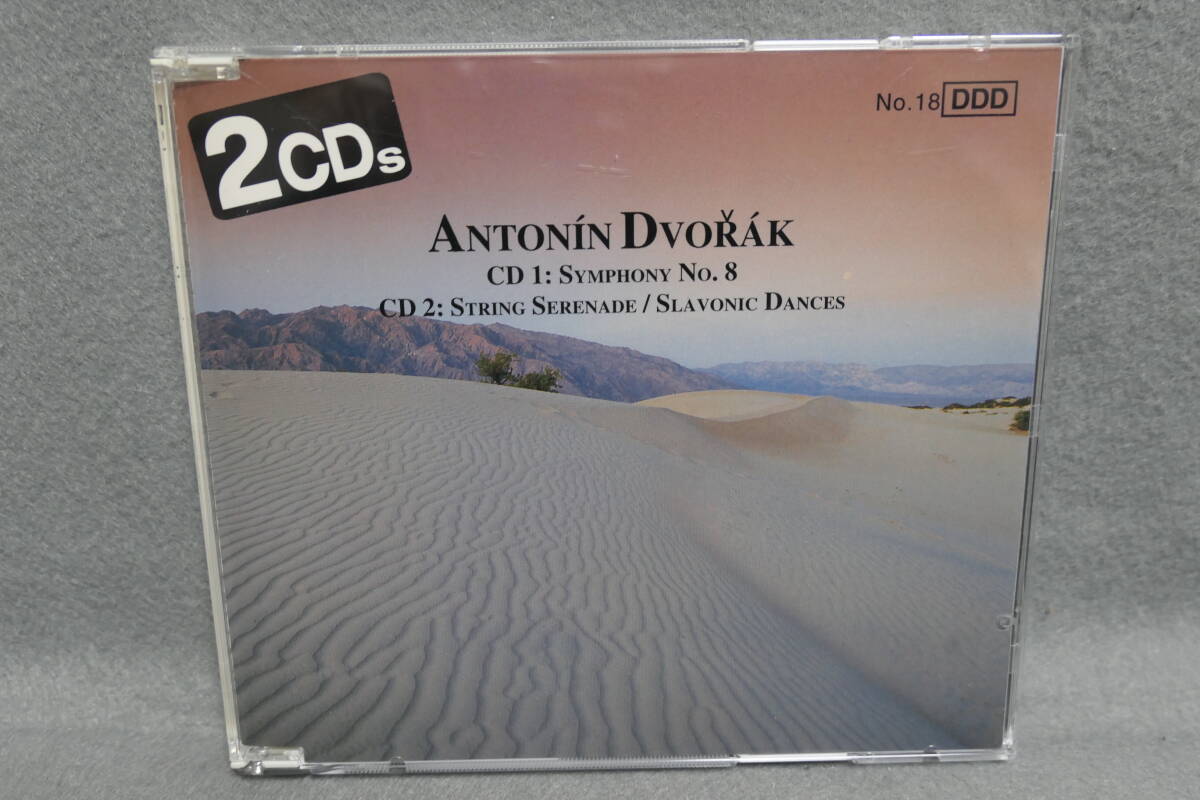 2CDs
No.18 DDD
ANTONÍN DVOŘÁK
CD 1: SYMPHONY NO. 8
CD 2: STRING SERENADE / SLAVONIC DANCES